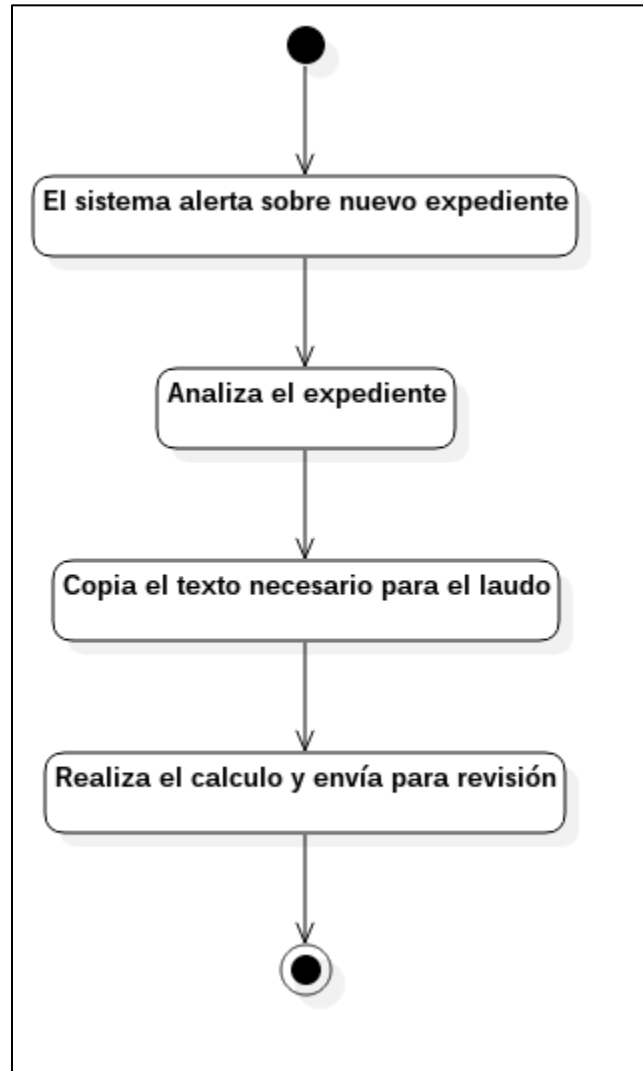 El sistema alerta sobre nuevo expediente
Analiza el expediente
Copia el texto necesario para el laudo
Realiza el calculo y envía para revisión